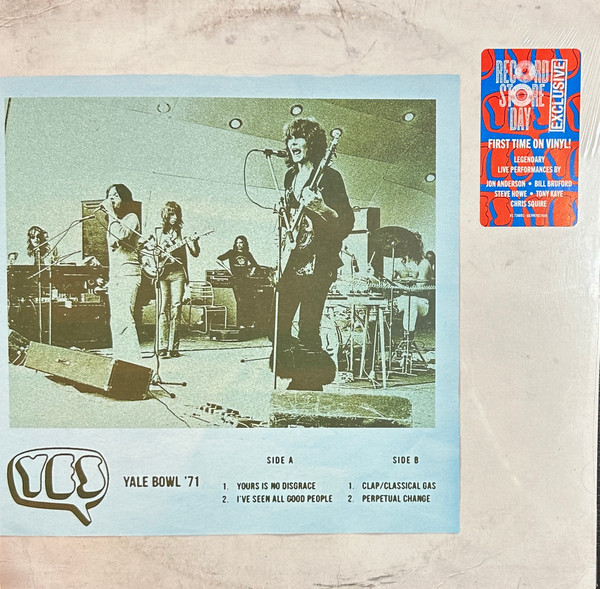 RECORD
STORE
DAY
EXCLUSIVE
FIRST TIME ON VINYL!
LEGENDARY
LIVE PERFORMANCES BY
JON ANDERSON • BILL BRUFORD
STEVE HOWE • TONY KAYE
CHRIS SQUIRE
YES
YALE BOWL '71
SIDE A
1. YOURS IS NO DISGRACE
2. I'VE SEEN ALL GOOD PEOPLE
SIDE B
1. CLAP/CLASSICAL GAS
2. PERPETUAL CHANGE